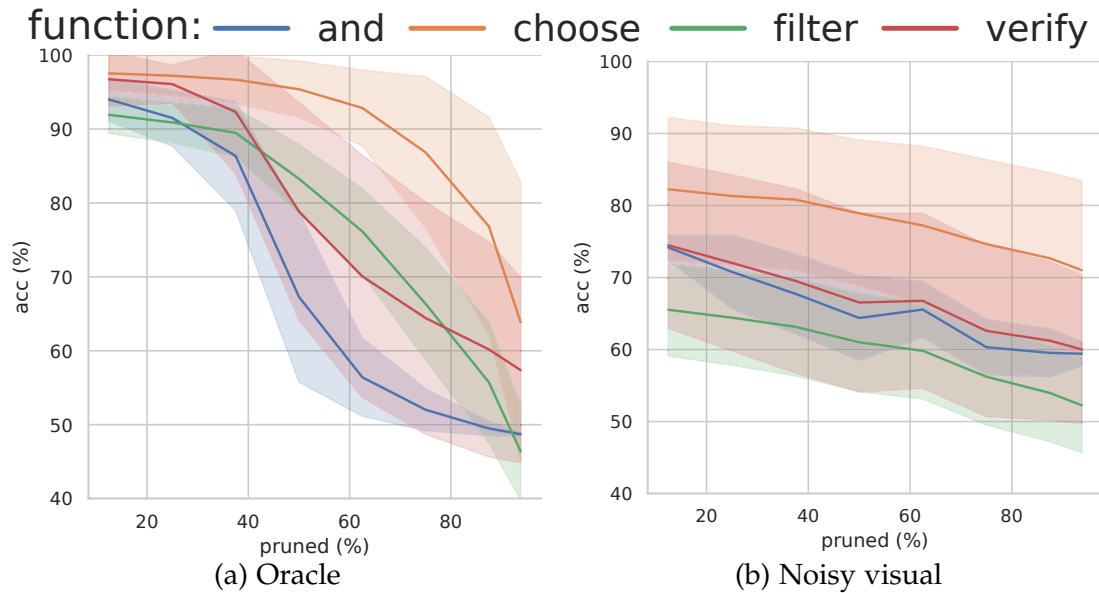 function: and choose filter verify
100
90
80
70
60
50
40
acc (%)
20 40 60 80
pruned (%)
(a) Oracle
100
90
80
70
60
50
40
acc (%)
20 40 60 80
pruned (%)
(b) Noisy visual